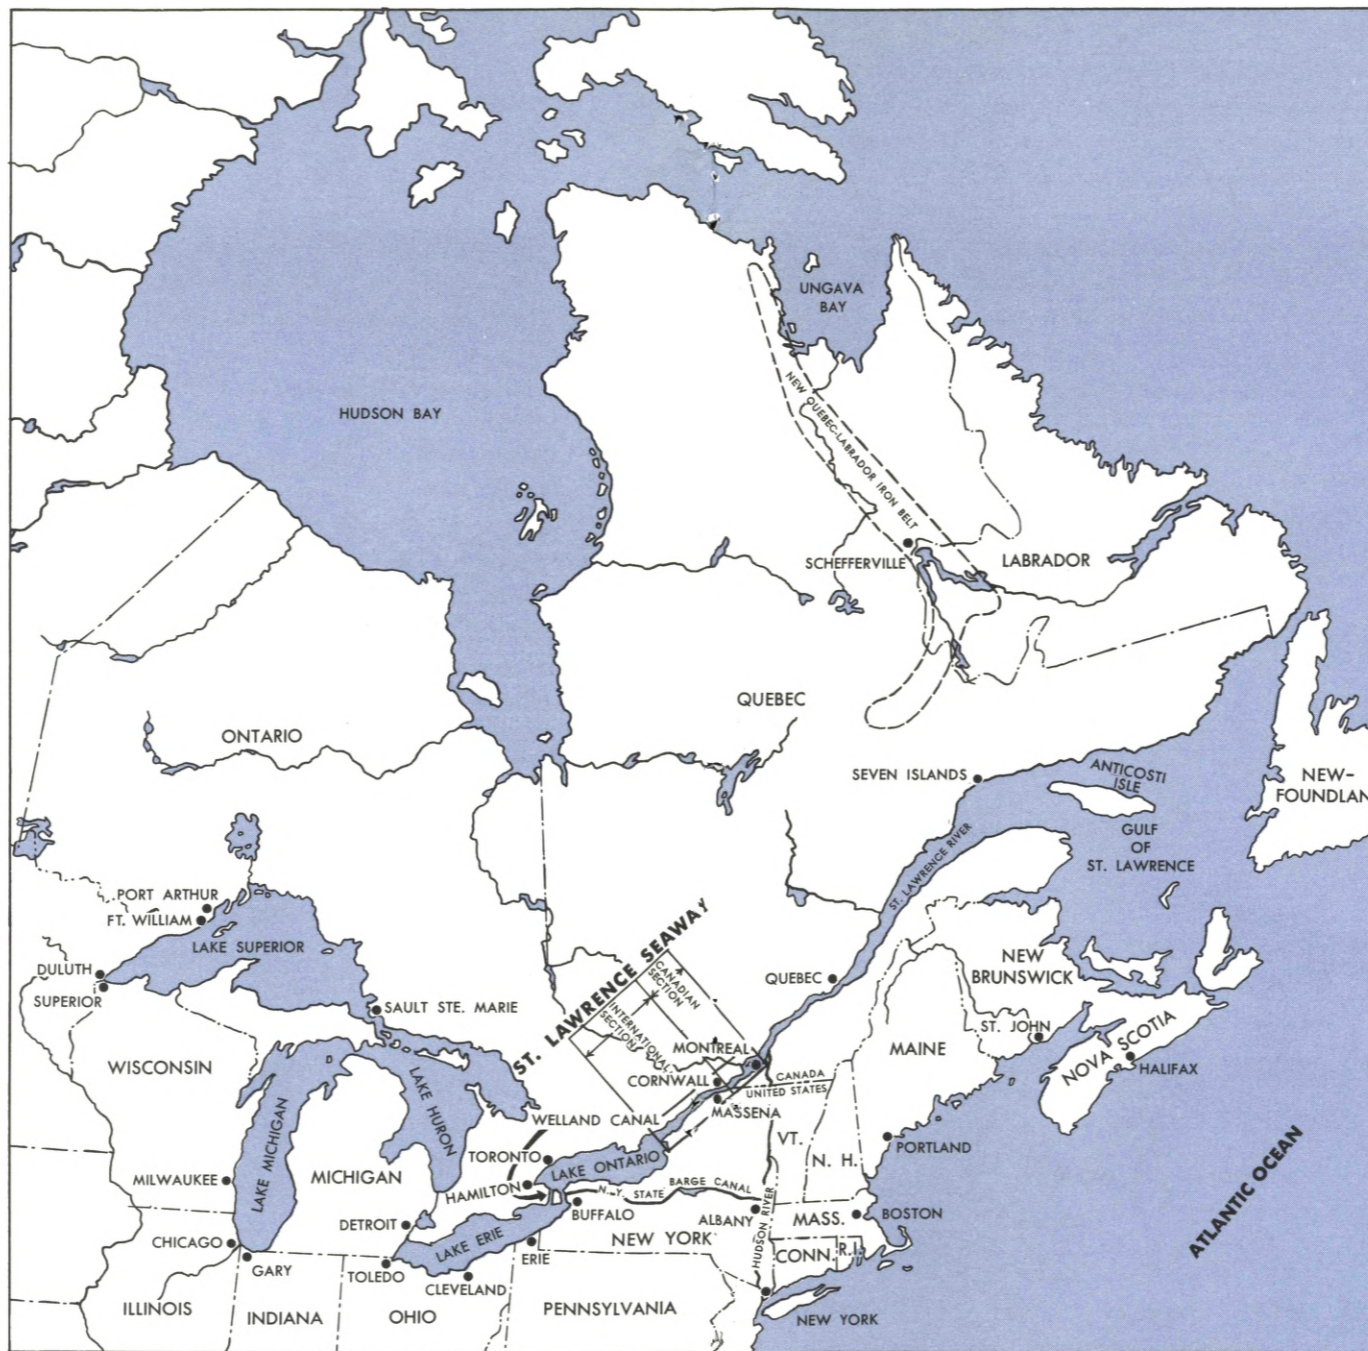 UNGAVA
BAY
HUDSON BAY
NEW QUEBEC-LABRADOR IRON BELT
SCHEFFERVILLE
LABRADOR
QUEBEC
ONTARIO
SEVEN ISLANDS
ANTICOSTI
ISLE
NEW-
FOUNDLAN
GULF
OF
ST. LAWRENCE
ST. LAWRENCE RIVER
PORT ARTHUR
FT. WILLIAM
LAKE SUPERIOR
DULUTH
SUPERIOR
SAULT STE. MARIE
ST. LAWRENCE SEAWAY
CANADIAN
SECTION
INTERNATIONAL
SECTION
QUEBEC
NEW
BRUNSWICK
ST. JOHN
NOVA SCOTIA
HALIFAX
MAINE
WISCONSIN
MONTREAL
CORNWALL
CANADA
UNITED STATES
MASSENA
LAKE HURON
LAKE MICHIGAN
WELLAND CANAL
TORONTO
LAKE ONTARIO
HAMILTON
VT.
N. H.
PORTLAND
MILWAUKEE
MICHIGAN
N. Y. STATE BARGE CANAL
DETROIT
LAKE ERIE
BUFFALO
ALBANY
HUDSON RIVER
MASS.
BOSTON
CHICAGO
GARY
TOLEDO
CLEVELAND
ERIE
NEW YORK
CONN.
R.I.
ILLINOIS
INDIANA
OHIO
PENNSYLVANIA
NEW YORK
ATLANTIC OCEAN